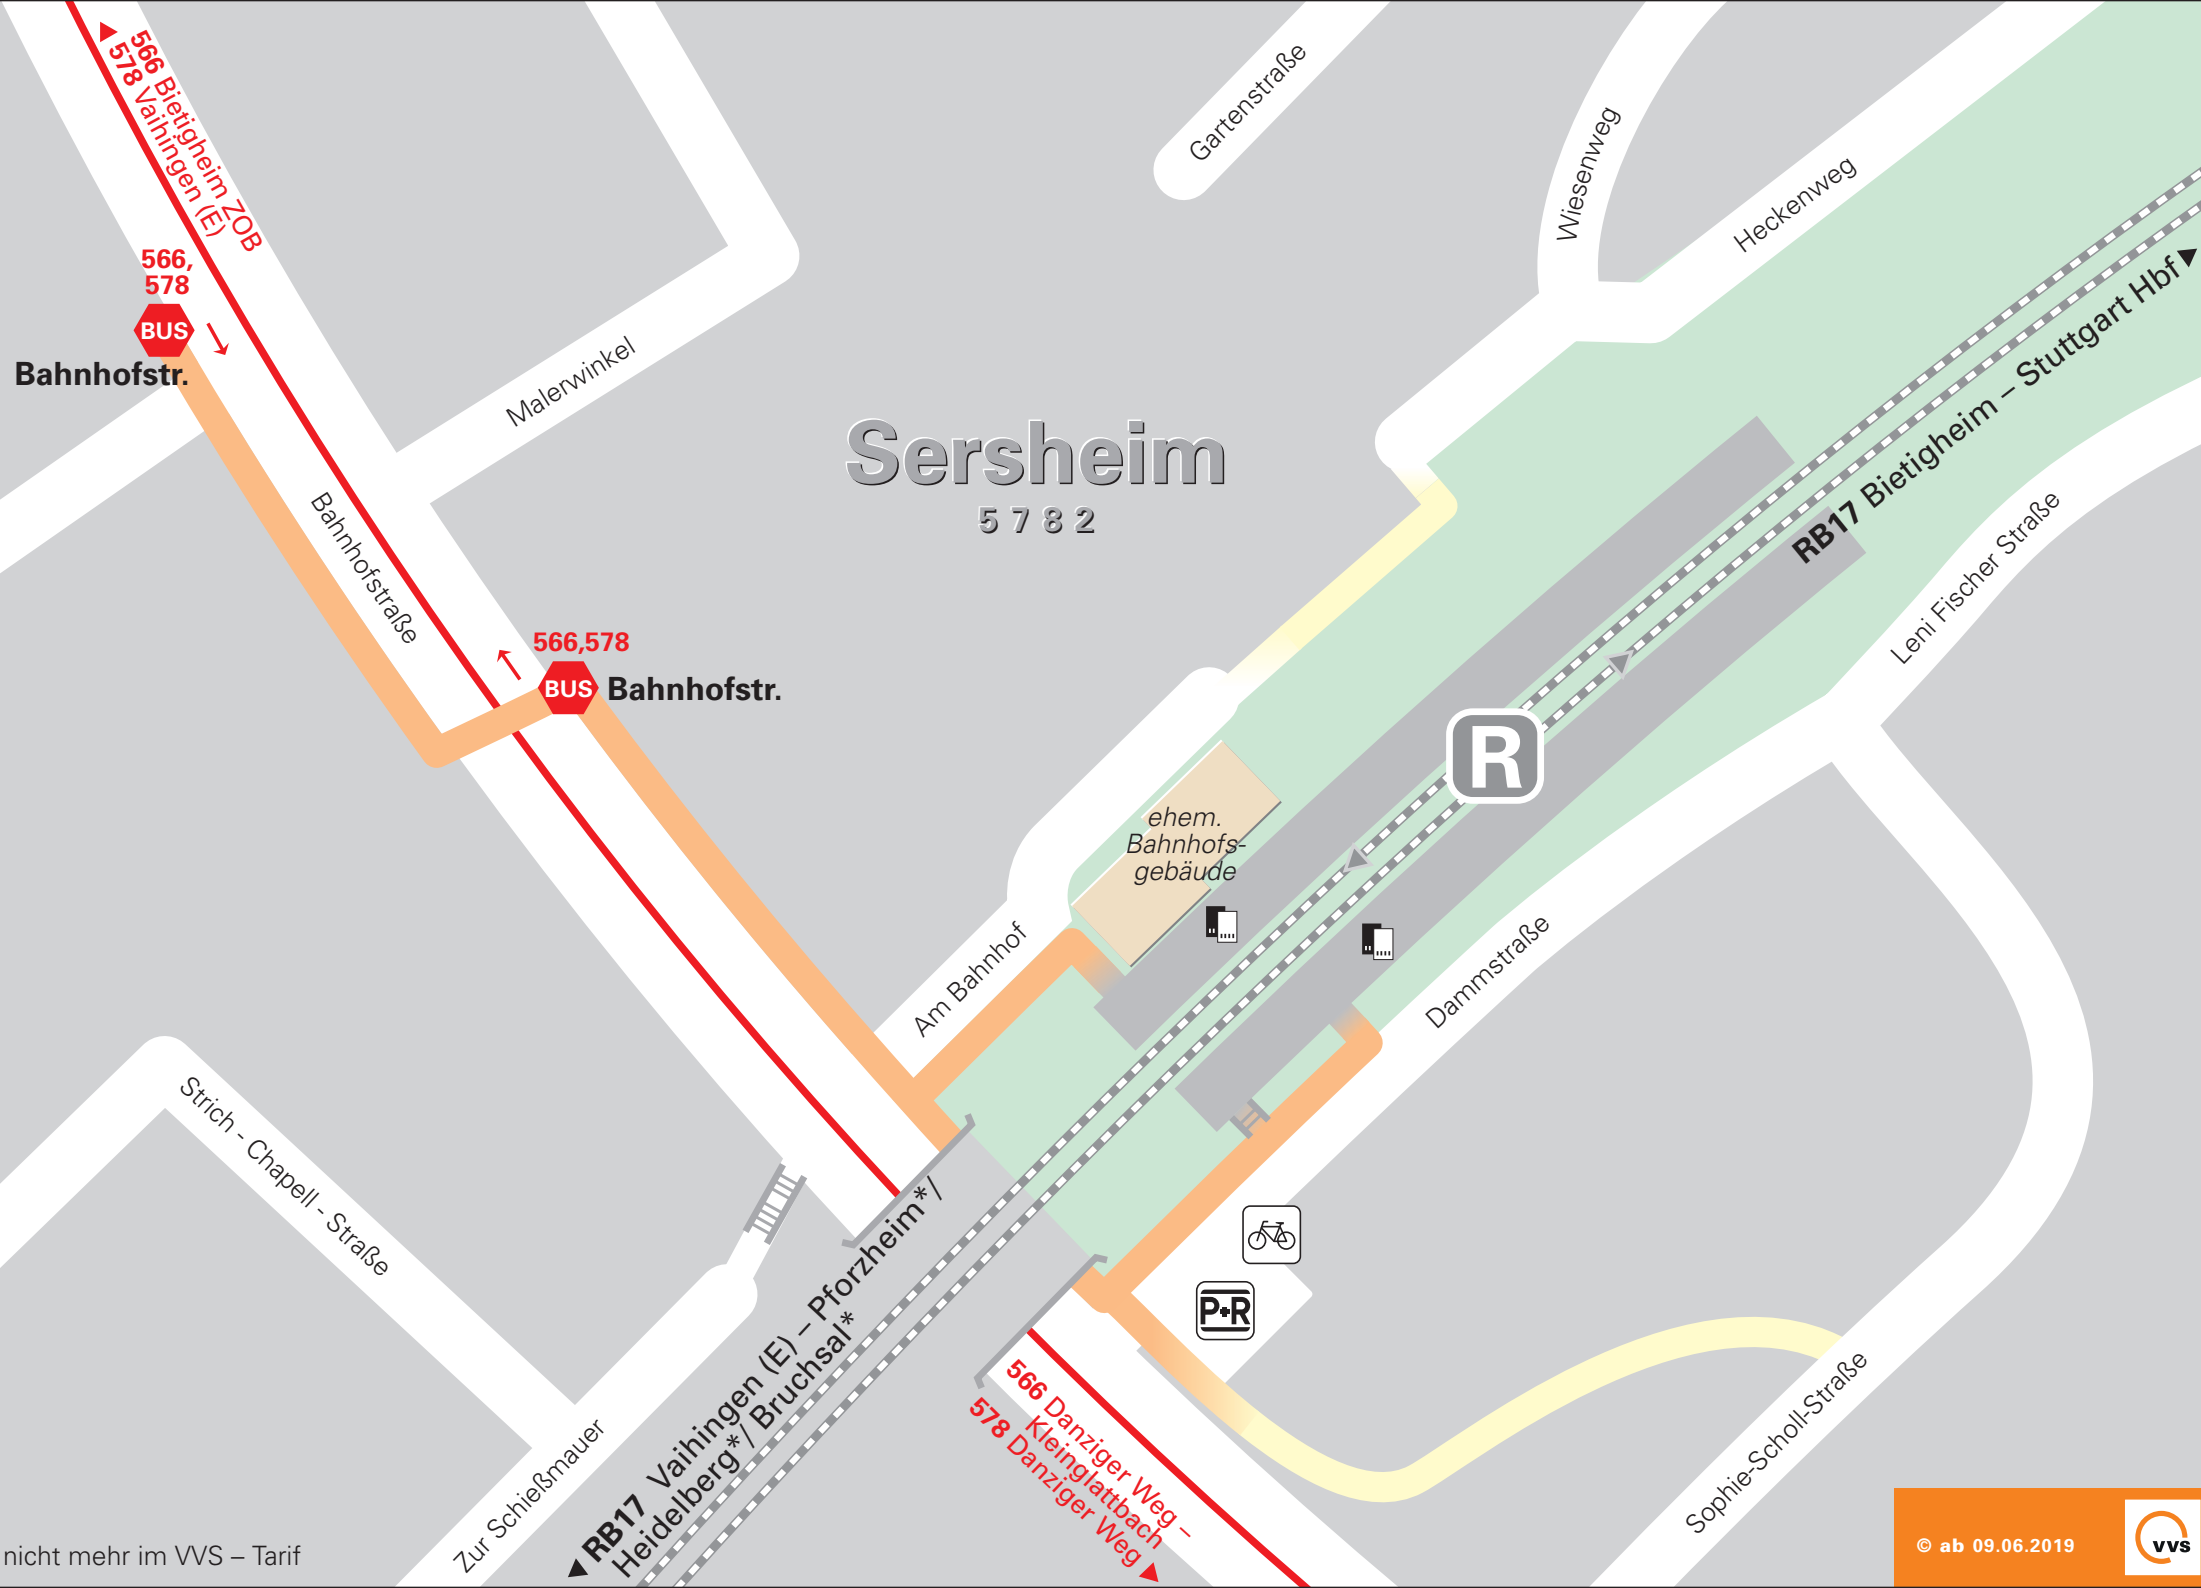 566 Bietigheim ZOB
578 Vaihingen (E)
566,
578
BUS
Bahnhofstr.
Malerwinkel
Gartenstraße
Wiesenweg
Heckenweg
Sersheim
5782
RB17 Bietigheim – Stuttgart Hbf
Leni Fischer Straße
Bahnhofstraße
566,578
BUS
Bahnhofstr.
R
ehem.
Bahnhofs-
gebäude
Am Bahnhof
Dammstraße
Strich - Chapell - Straße
P+R
RB17 Vaihingen (E) – Pforzheim*/
Heidelberg*/ Bruchsal*
566 Danziger Weg –
Kleinglattbach
578 Danziger Weg
Zur Schießmauer
Sophie-Scholl-Straße
nicht mehr im VVS – Tarif
© ab 09.06.2019
VVS